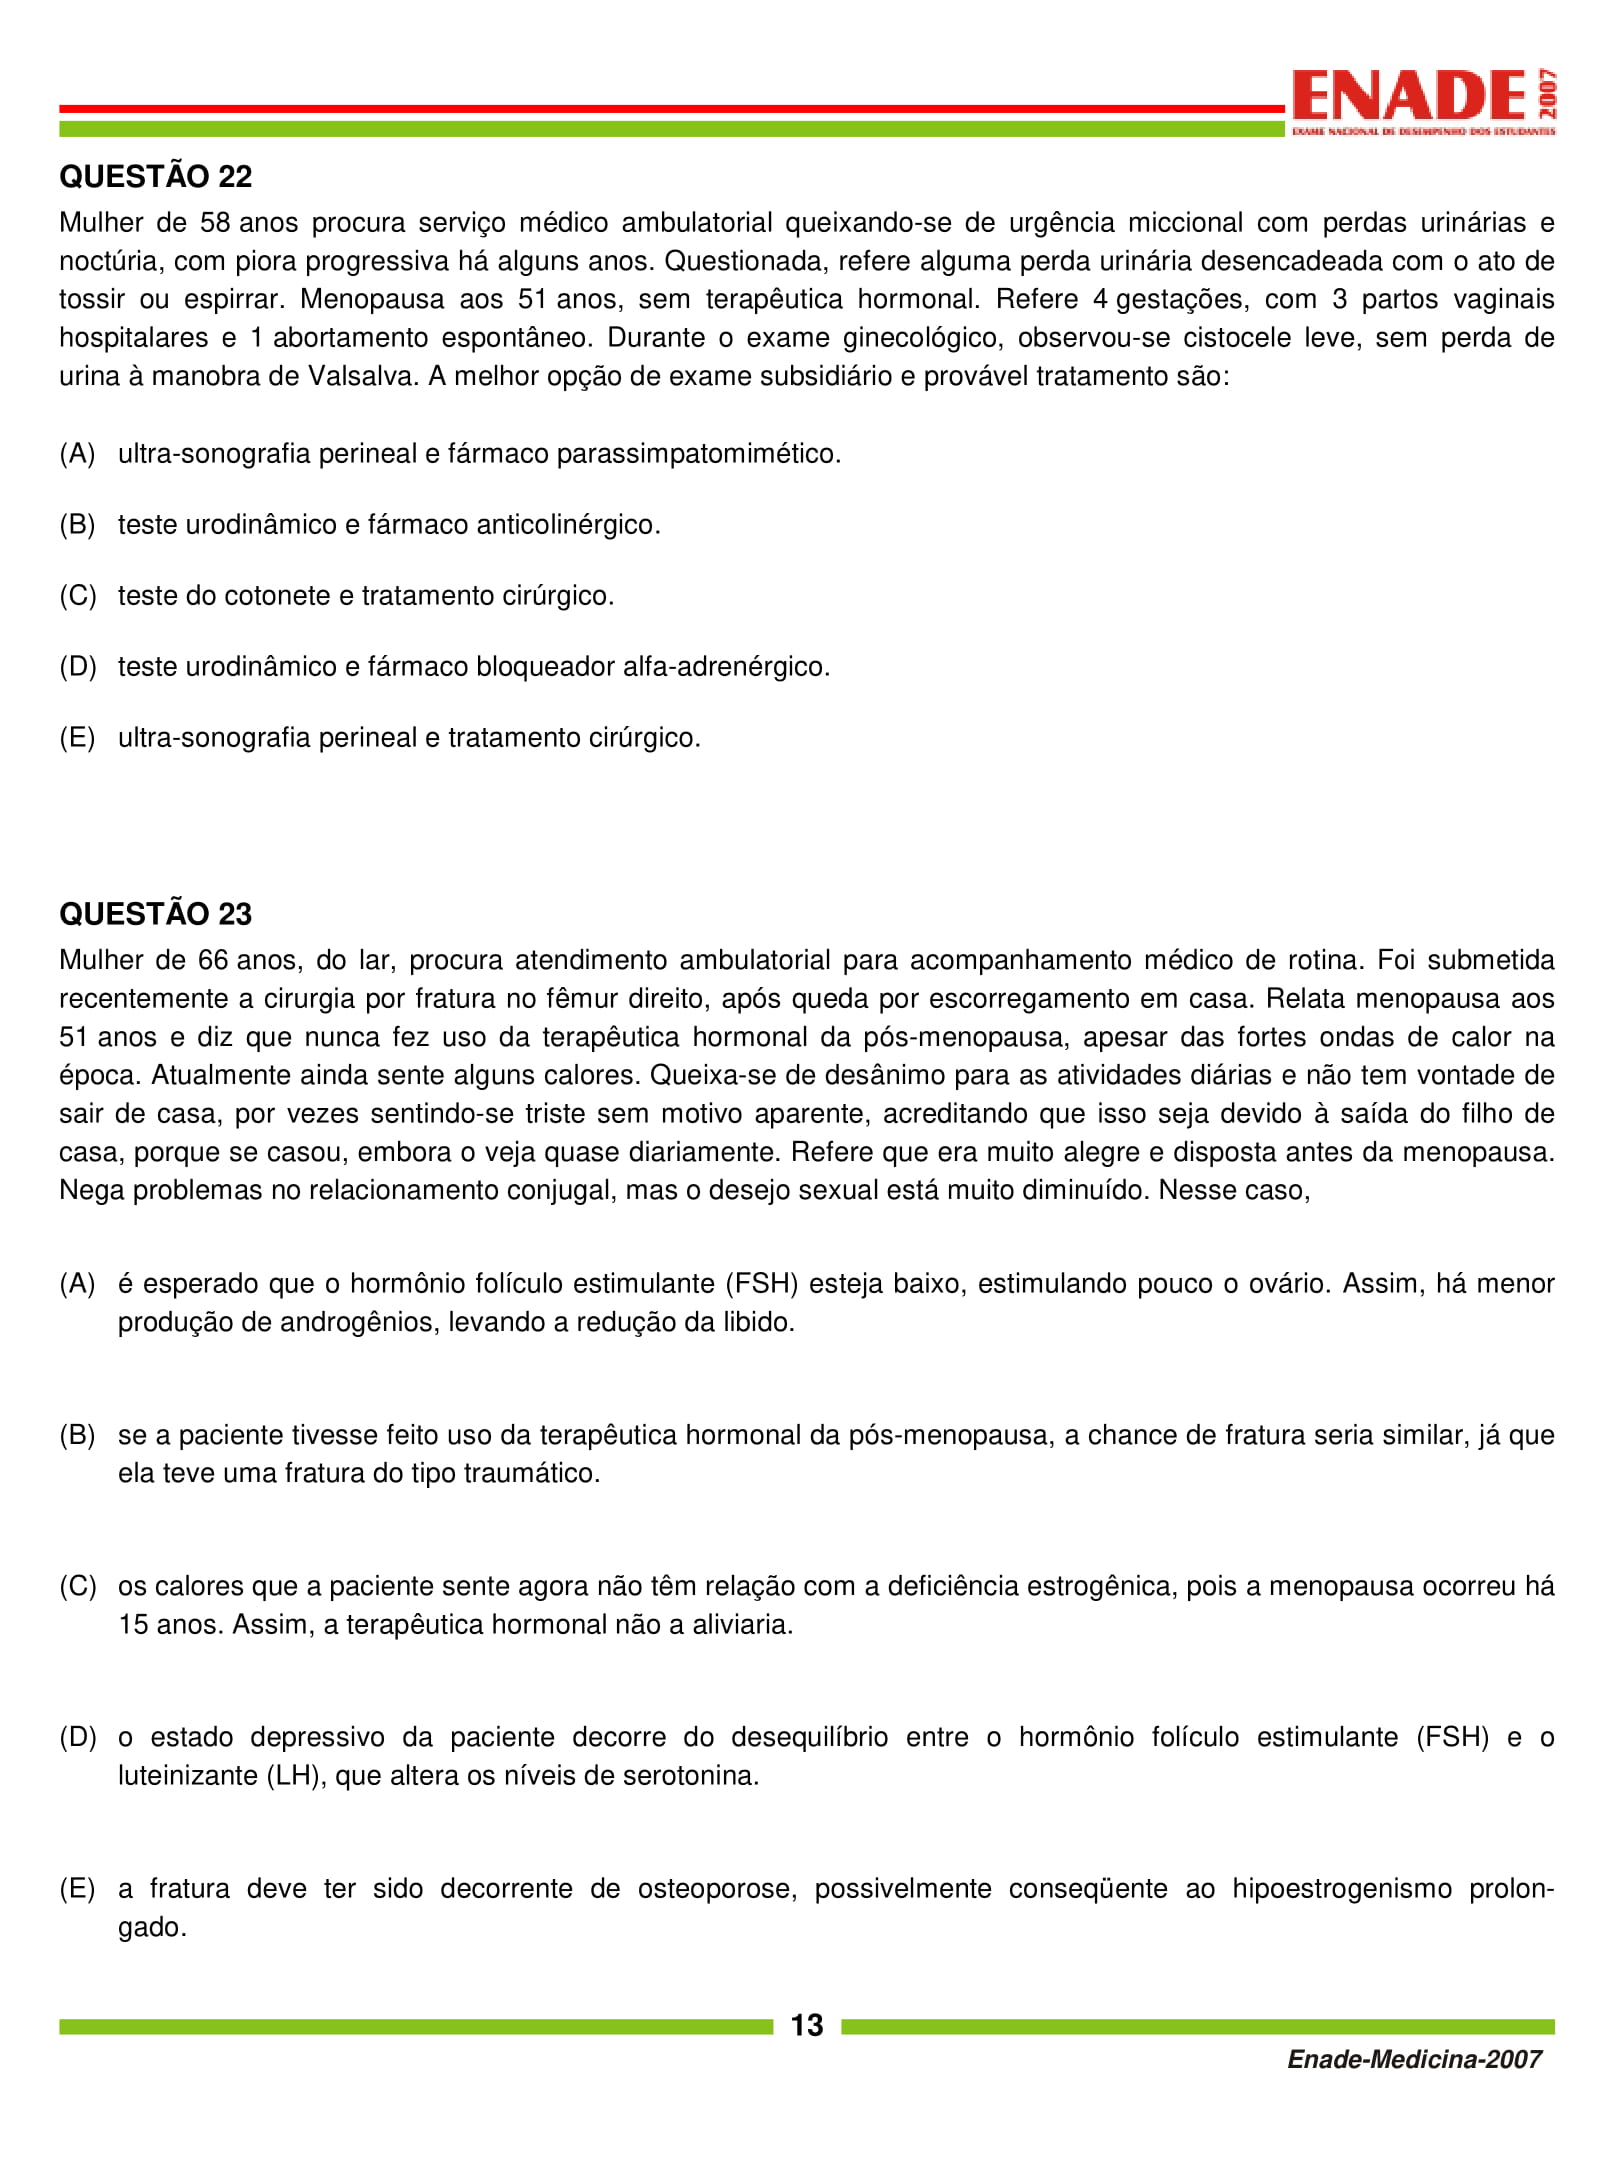 ENADE 2007
EXAME NACIONAL DE DESEMPENHO DOS ESTUDANTES
QUESTÃO 22
Mulher de 58 anos procura serviço médico ambulatorial queixando-se de urgência miccional com perdas urinárias e
noctúria, com piora progressiva há alguns anos. Questionada, refere alguma perda urinária desencadeada com o ato de
tossir ou espirrar. Menopausa aos 51 anos, sem terapêutica hormonal. Refere 4 gestações, com 3 partos vaginais
hospitalares e 1 abortamento espontâneo. Durante o exame ginecológico, observou-se cistocele leve, sem perda de
urina à manobra de Valsalva. A melhor opção de exame subsidiário e provável tratamento são:
(A) ultra-sonografia perineal e fármaco parassimpatomimético.
(B) teste urodinâmico e fármaco anticolinérgico.
(C) teste do cotonete e tratamento cirúrgico.
(D) teste urodinâmico e fármaco bloqueador alfa-adrenérgico.
(E) ultra-sonografia perineal e tratamento cirúrgico.
QUESTÃO 23
Mulher de 66 anos, do lar, procura atendimento ambulatorial para acompanhamento médico de rotina. Foi submetida
recentemente a cirurgia por fratura no fêmur direito, após queda por escorregamento em casa. Relata menopausa aos
51 anos e diz que nunca fez uso da terapêutica hormonal da pós-menopausa, apesar das fortes ondas de calor na
época. Atualmente ainda sente alguns calores. Queixa-se de desânimo para as atividades diárias e não tem vontade de
sair de casa, por vezes sentindo-se triste sem motivo aparente, acreditando que isso seja devido à saída do filho de
casa, porque se casou, embora o veja quase diariamente. Refere que era muito alegre e disposta antes da menopausa.
Nega problemas no relacionamento conjugal, mas o desejo sexual está muito diminuído. Nesse caso,
(A) é esperado que o hormônio folículo estimulante (FSH) esteja baixo, estimulando pouco o ovário. Assim, há menor
produção de androgênios, levando a redução da libido.
(B) se a paciente tivesse feito uso da terapêutica hormonal da pós-menopausa, a chance de fratura seria similar, já que
ela teve uma fratura do tipo traumático.
(C) os calores que a paciente sente agora não têm relação com a deficiência estrogênica, pois a menopausa ocorreu há
15 anos. Assim, a terapêutica hormonal não a aliviaria.
(D) o estado depressivo da paciente decorre do desequilíbrio entre o hormônio folículo estimulante (FSH) e o
luteinizante (LH), que altera os níveis de serotonina.
(E) a fratura deve ter sido decorrente de osteoporose, possivelmente conseqüente ao hipoestrogenismo prolon-
gado.
13
Enade-Medicina-2007